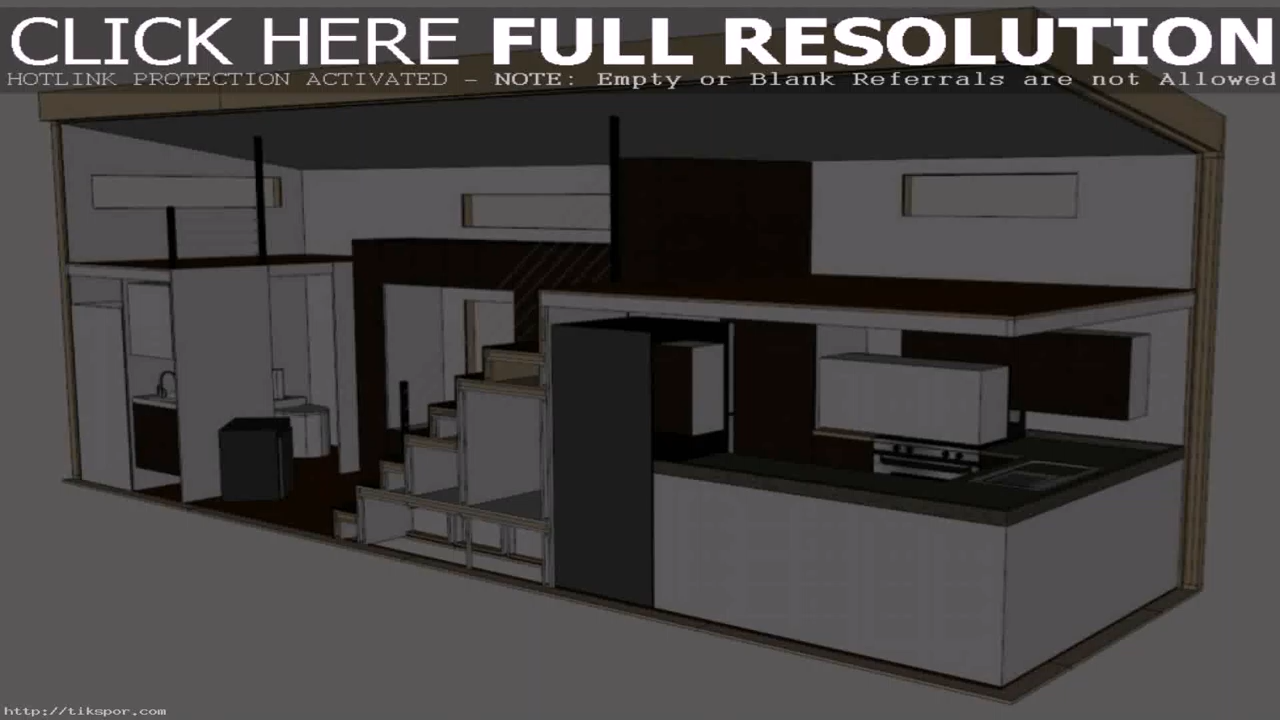 CLICK HERE FULL RESOLUTION
HOTLINK PROTECTION ACTIVATED – NOTE: Empty or Blank Referrals are not Allowed
http://tikspor.com